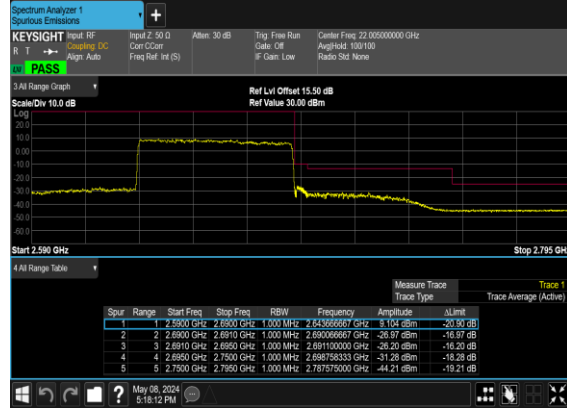 Spectrum Analyzer 1
Spurious Emissions
KEYSIGHT Input: RF Input Z: 50 Ω Atten: 30 dB Trig: Free Run Center Freq: 22.005000000 GHz
R T Coupling: DC Corr CCorr Gate: Off Avg|Hold: 100/100
Align: Auto Freq Ref: Int (S) IF Gain: Low Radio Std: None
PASS
3 All Range Graph
Ref Lvl Offset 15.50 dB
Scale/Div 10.0 dB Ref Value 30.00 dBm
Log
20.0
10.0
0.00
-10.0
-20.0
-30.0
-40.0
-50.0
-60.0
Start 2.590 GHz Stop 2.795 GHz
4 All Range Table
Measure Trace Trace 1
Trace Type Trace Average (Active)
Spur Range Start Freq Stop Freq RBW Frequency Amplitude ΔLimit
1 1 2.5900 GHz 2.6900 GHz 1.000 MHz 2.643666667 GHz 9.104 dBm -20.90 dB
2 2 2.6900 GHz 2.6910 GHz 1.000 MHz 2.690066667 GHz -26.97 dBm -16.97 dB
3 3 2.6910 GHz 2.6950 GHz 1.000 MHz 2.691100000 GHz -26.20 dBm -16.20 dB
4 4 2.6950 GHz 2.7500 GHz 1.000 MHz 2.698758333 GHz -31.28 dBm -18.28 dB
5 5 2.7500 GHz 2.7950 GHz 1.000 MHz 2.787575000 GHz -44.21 dBm -19.21 dB
May 08, 2024
5:18:12 PM